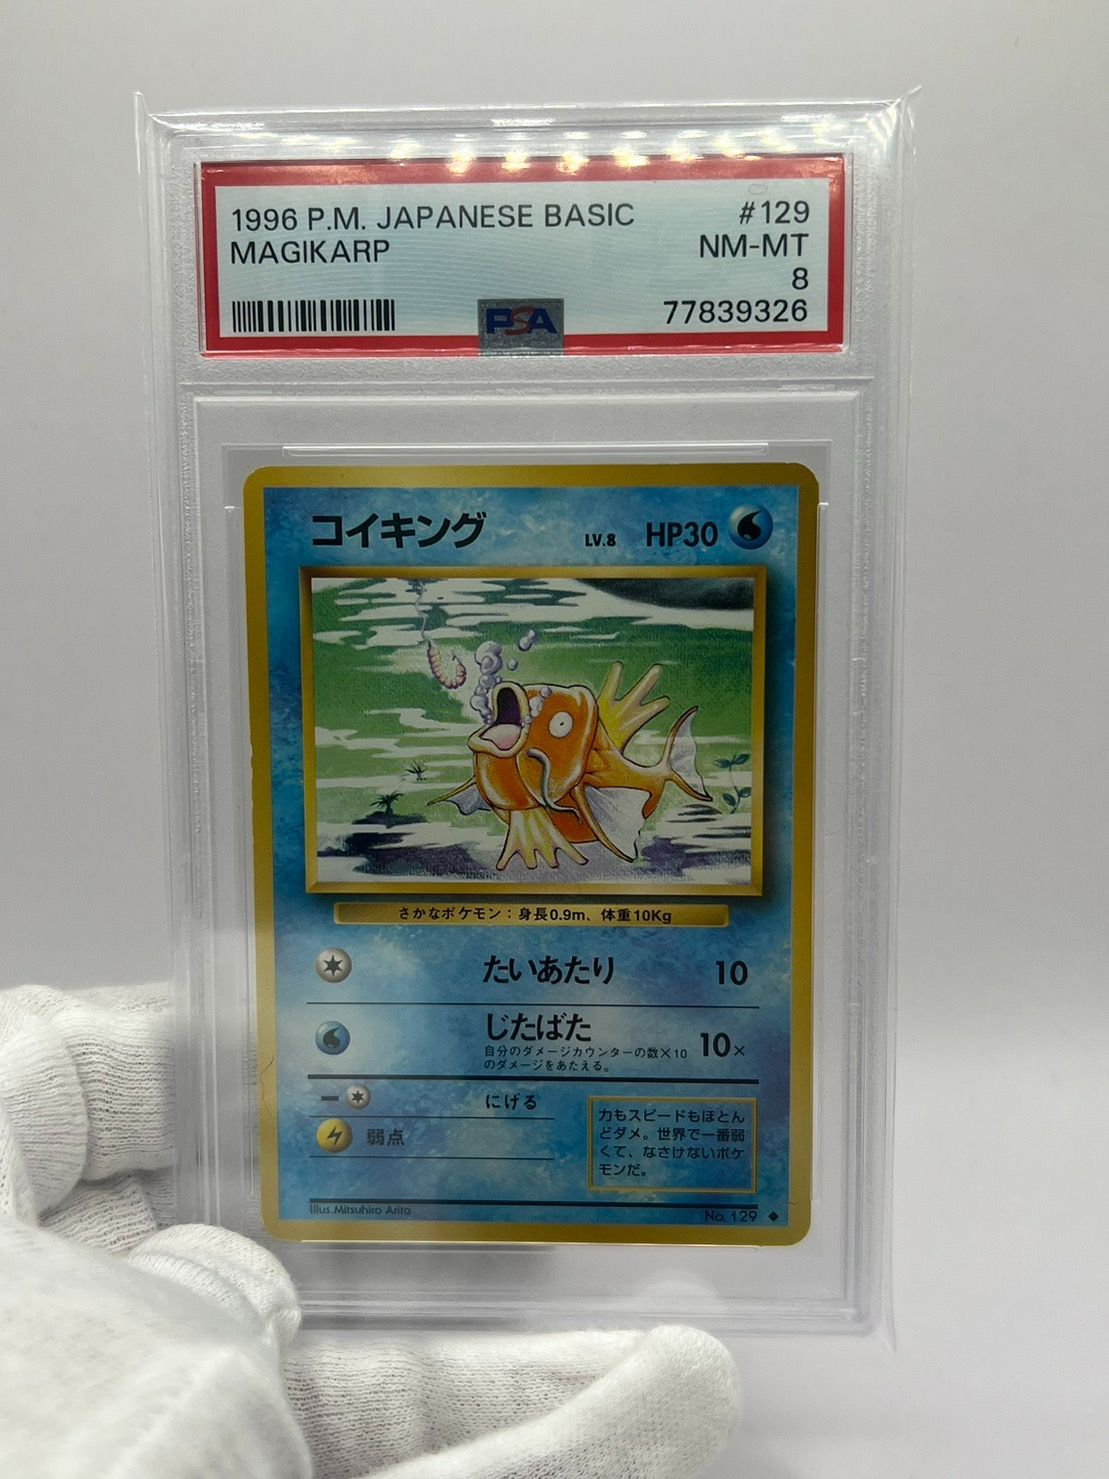 1996 P.M. JAPANESE BASIC #129
MAGIKARP NM-MT
8
PSA 77839326
コイキング LV.8 HP30
さかなポケモン：身長0.9m、体重10Kg
たいあたり 10
じたばた 10×
自分のダメージカウンターの数×10
のダメージをあたえる。
にげる
弱点
力もスピードもほとん
どダメ。世界で一番弱
くて、なさけないポケ
モンだ。
Illus.Mitsuhiro Arita No. 129